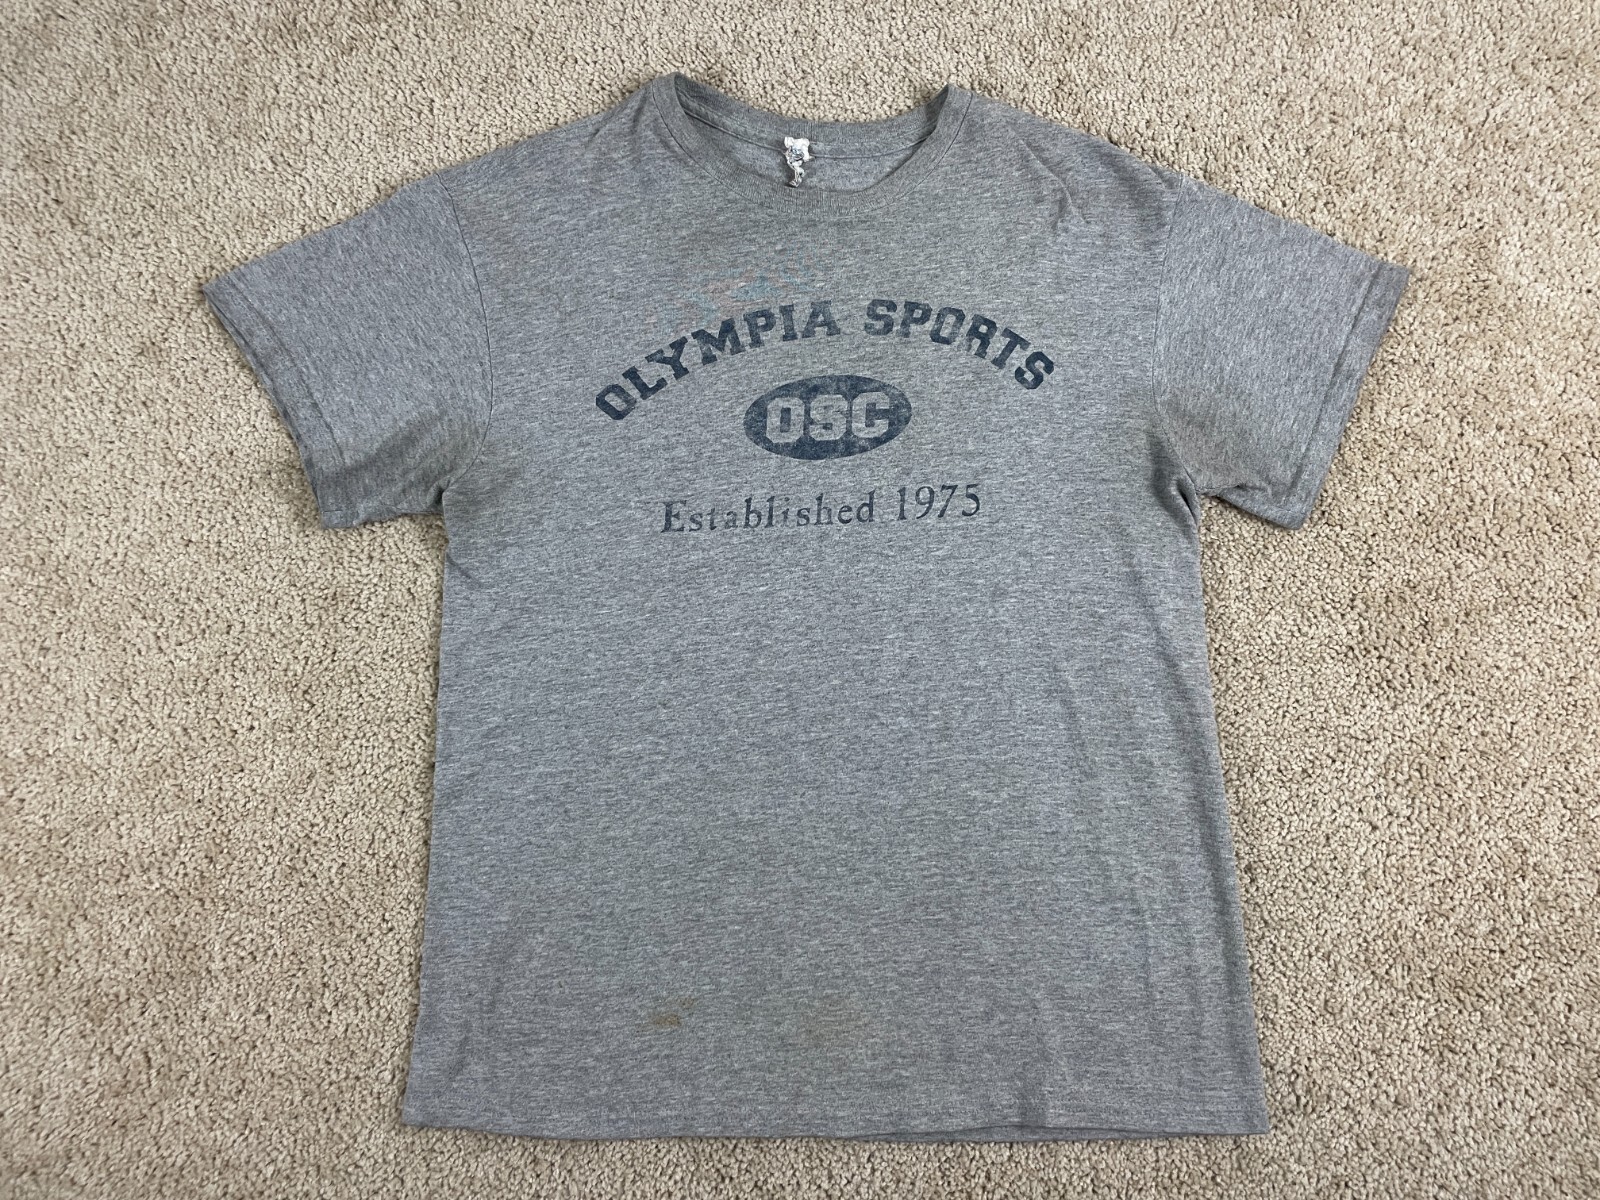 OLYMPIA SPORTS
OSC
Established 1975